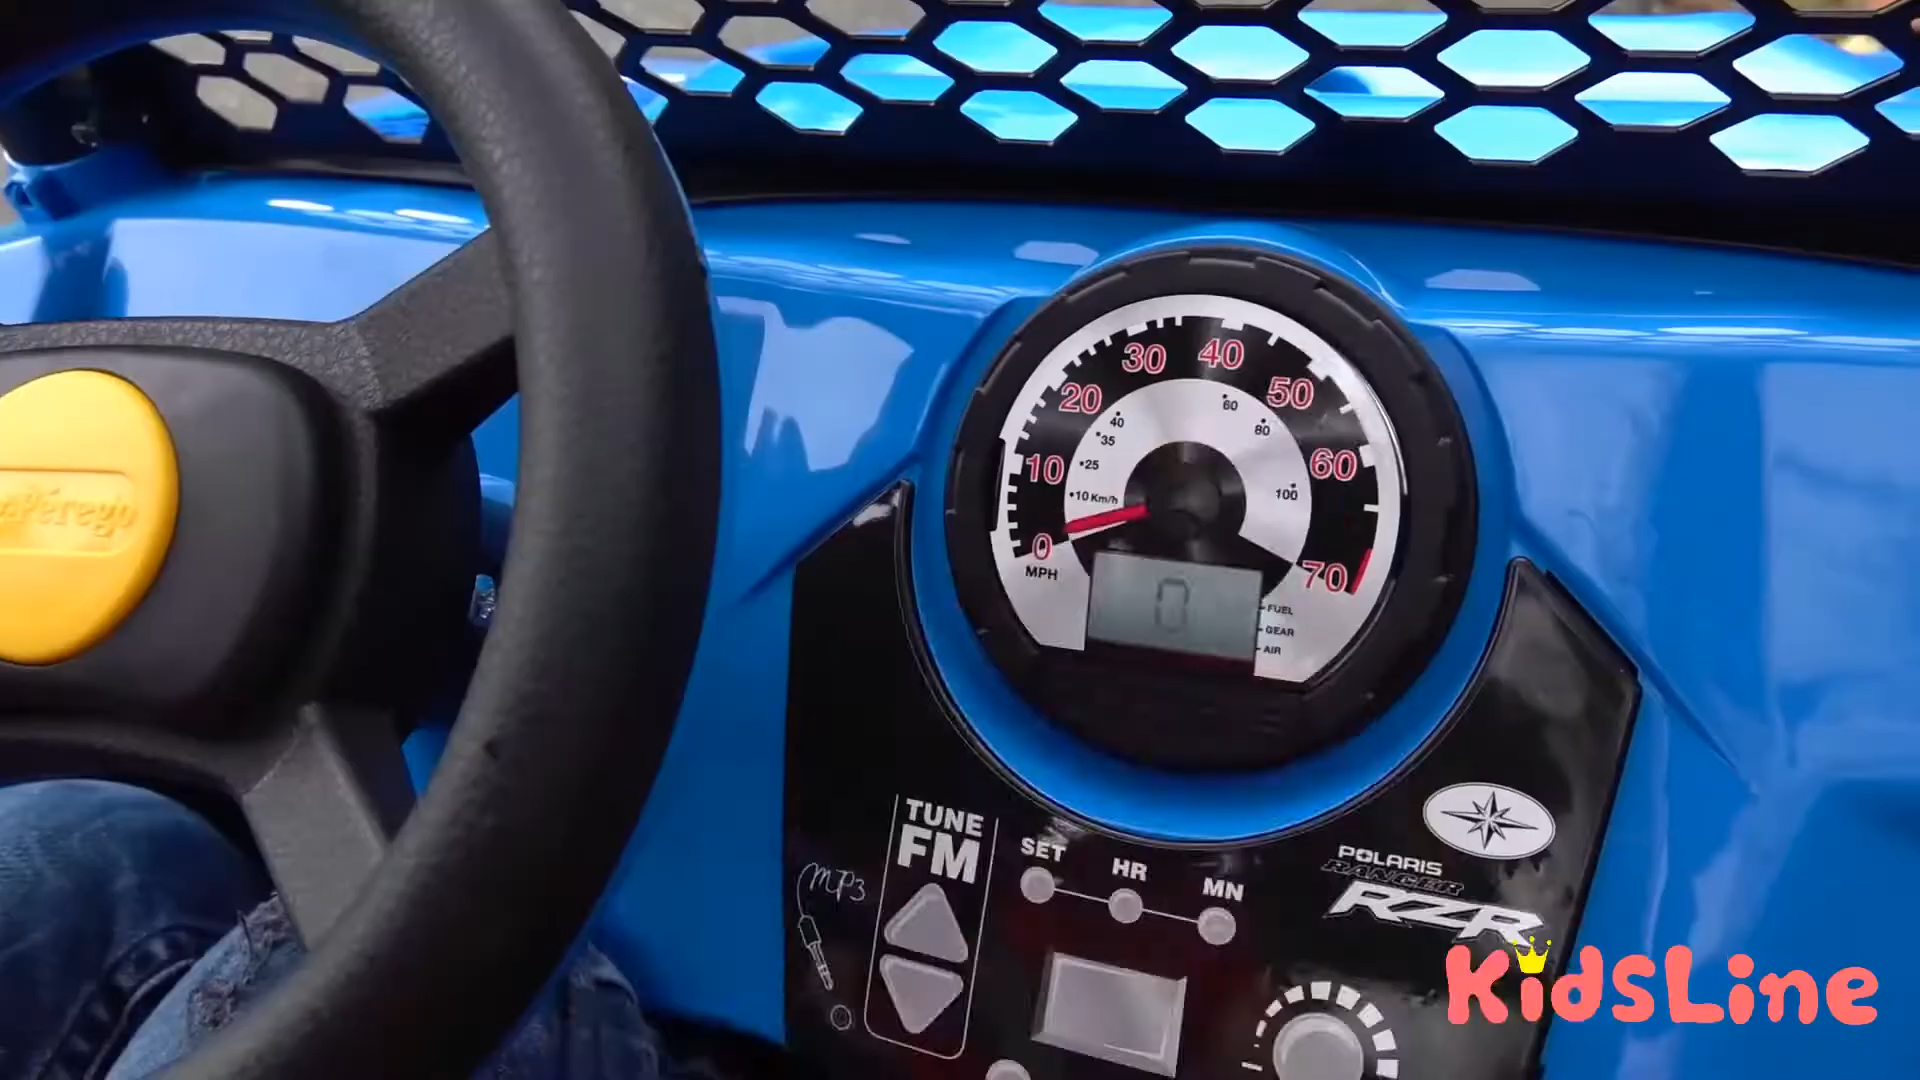 30 40
20 50
10 60
0 70
MPH
40 60
35 80
25
10 Km/h 100
0
FUEL
GEAR
AIR
Pérego
TUNE
FM
MP3
SET HR MN
POLARIS
RANGER
RZR
KidsLine